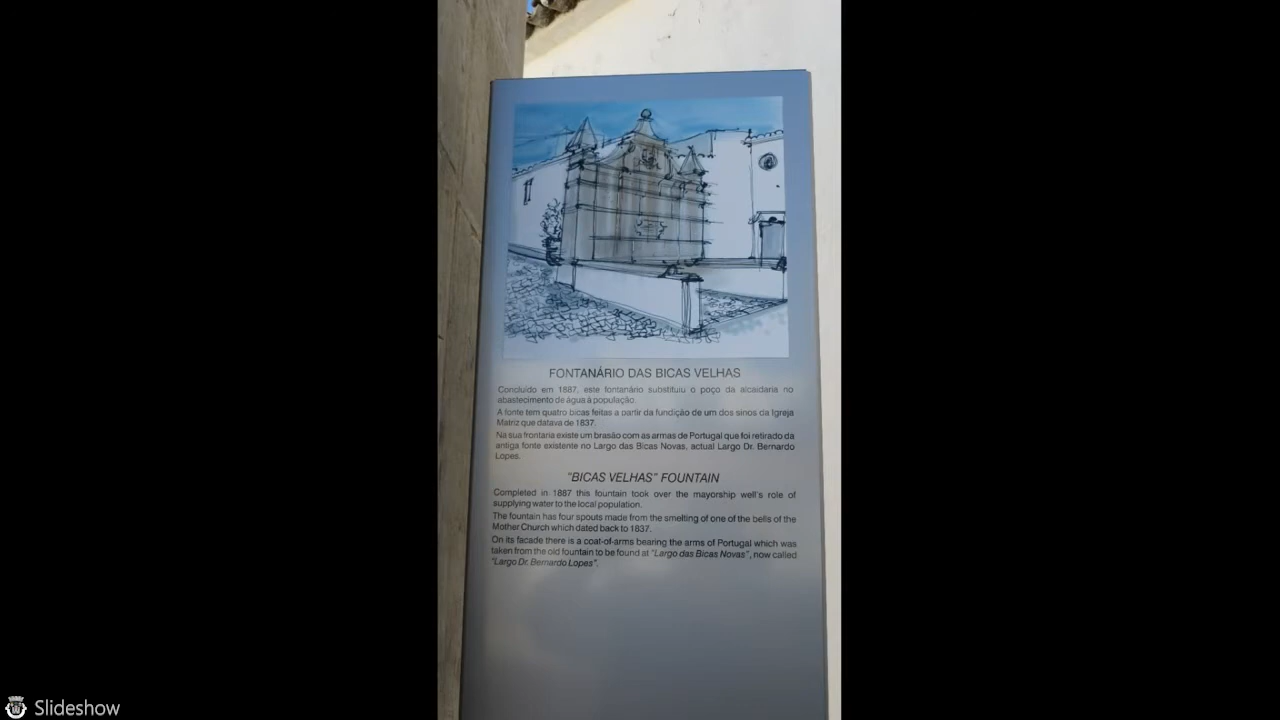 FONTANÁRIO DAS BICAS VELHAS
Concluído em 1887, este fontanário substituiu o poço da alcaidaria no
abastecimento de água à população.
A fonte tem quatro bicas feitas a partir da fundição de um dos sinos da Igreja
Matriz que datava de 1837.
Na sua frontaria existe um brasão com as armas de Portugal que foi retirado da
antiga fonte existente no Largo das Bicas Novas, actual Largo Dr. Bernardo
Lopes.
"BICAS VELHAS" FOUNTAIN
Completed in 1887 this fountain took over the mayorship well's role of
supplying water to the local population.
The fountain has four spouts made from the smelting of one of the bells of the
Mother Church which dated back to 1837.
On its facade there is a coat-of-arms bearing the arms of Portugal which was
taken from the old fountain to be found at "Largo das Bicas Novas", now called
"Largo Dr. Bernardo Lopes".
Slideshow